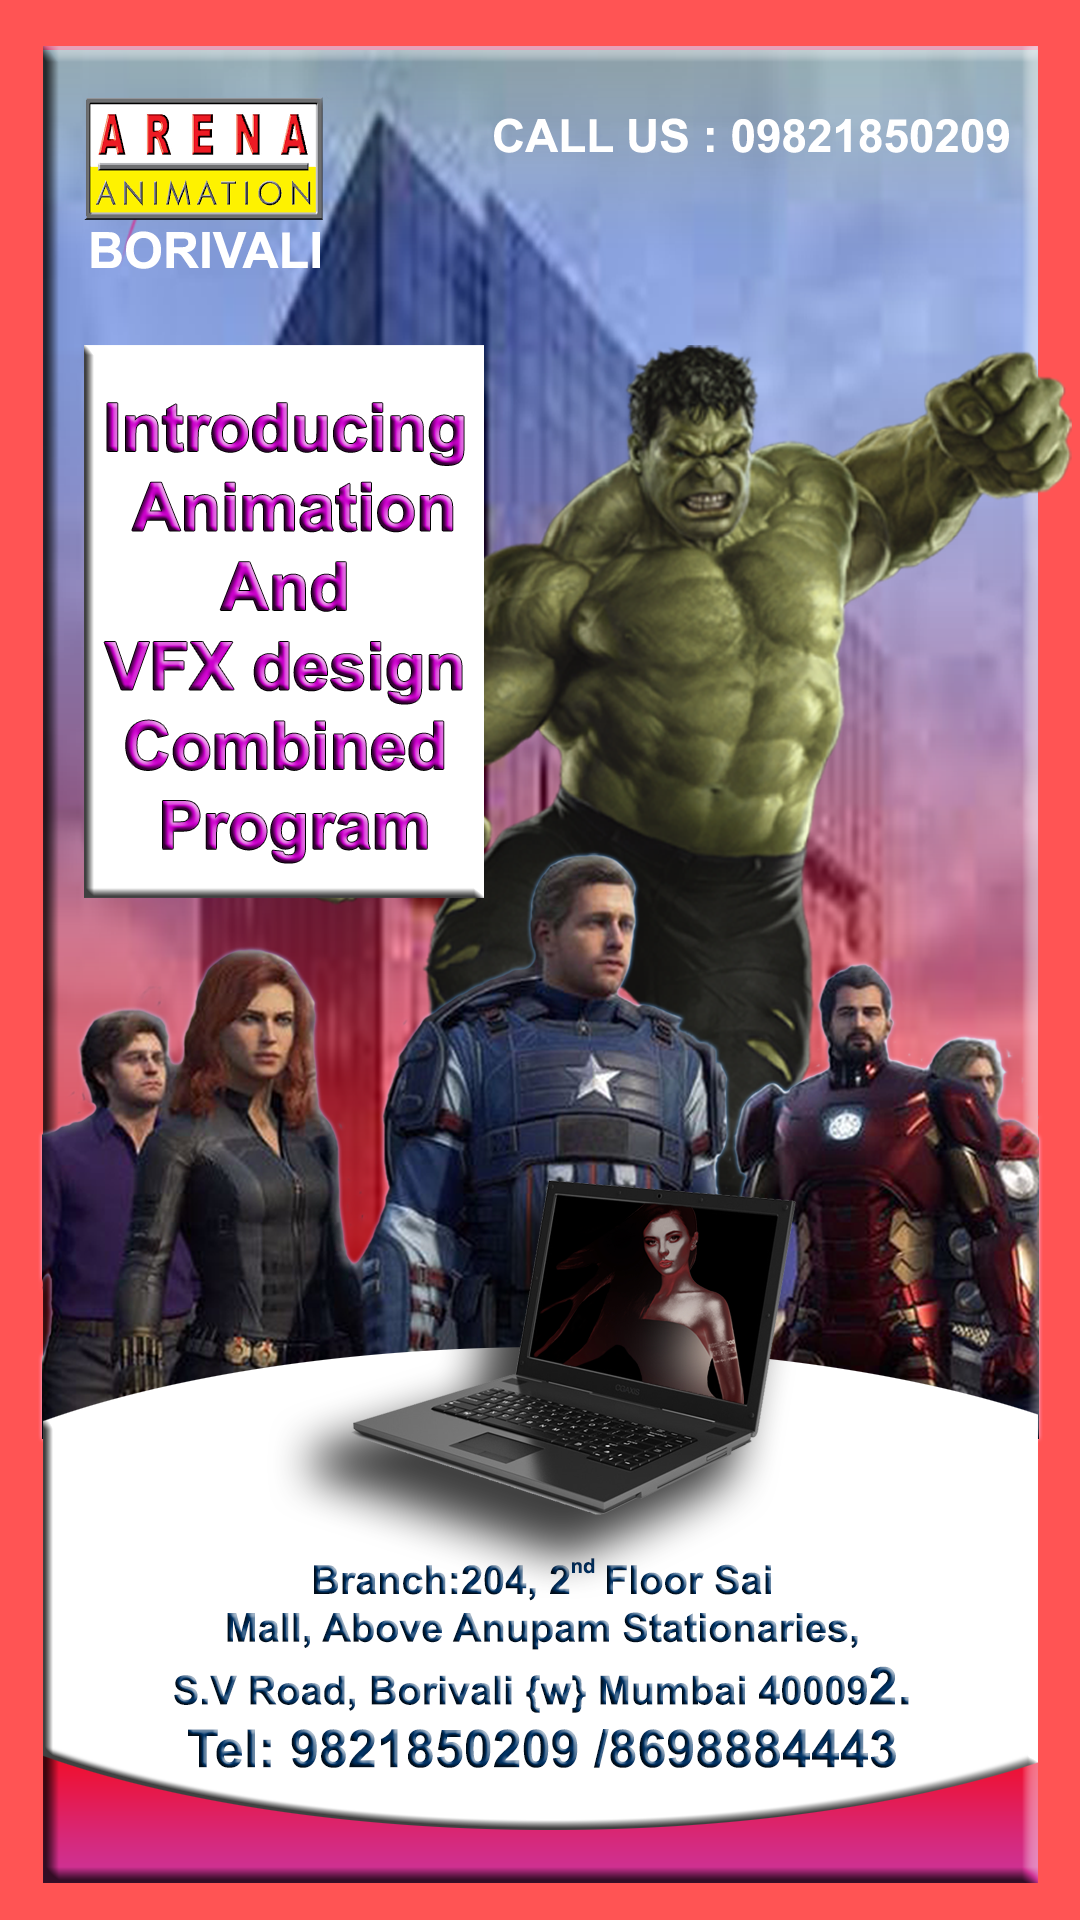 ARENA
ANIMATION
BORIVALI
CALL US : 09821850209
Introducing
Animation
And
VFX design
Combined
Program
Branch:204, 2nd Floor Sai
Mall, Above Anupam Stationaries,
S.V Road, Borivali {w} Mumbai 400092.
Tel: 9821850209 /8698884443